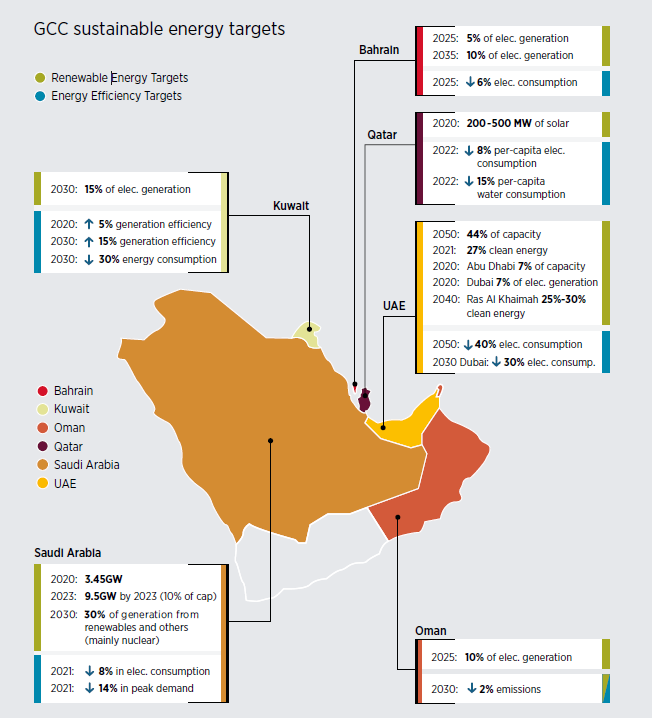 GCC sustainable energy targets
Renewable Energy Targets
Energy Efficiency Targets
Bahrain
2025: 5% of elec. generation
2035: 10% of elec. generation
2025: ↓ 6% elec. consumption
Qatar
2020: 200-500 MW of solar
2022: ↓ 8% per-capita elec.
consumption
2022: ↓ 15% per-capita
water consumption
Kuwait
2030: 15% of elec. generation
2020: ↑ 5% generation efficiency
2030: ↑ 15% generation efficiency
2030: ↓ 30% energy consumption
UAE
2050: 44% of capacity
2021: 27% clean energy
2020: Abu Dhabi 7% of capacity
2020: Dubai 7% of elec. generation
2040: Ras Al Khaimah 25%-30%
clean energy
2050: ↓ 40% elec. consumption
2030 Dubai: ↓ 30% elec. consump.
Bahrain
Kuwait
Oman
Qatar
Saudi Arabia
UAE
Saudi Arabia
2020: 3.45GW
2023: 9.5GW by 2023 (10% of cap)
2030: 30% of generation from
renewables and others
(mainly nuclear)
2021: ↓ 8% in elec. consumption
2021: ↓ 14% in peak demand
Oman
2025: 10% of elec. generation
2030: ↓ 2% emissions